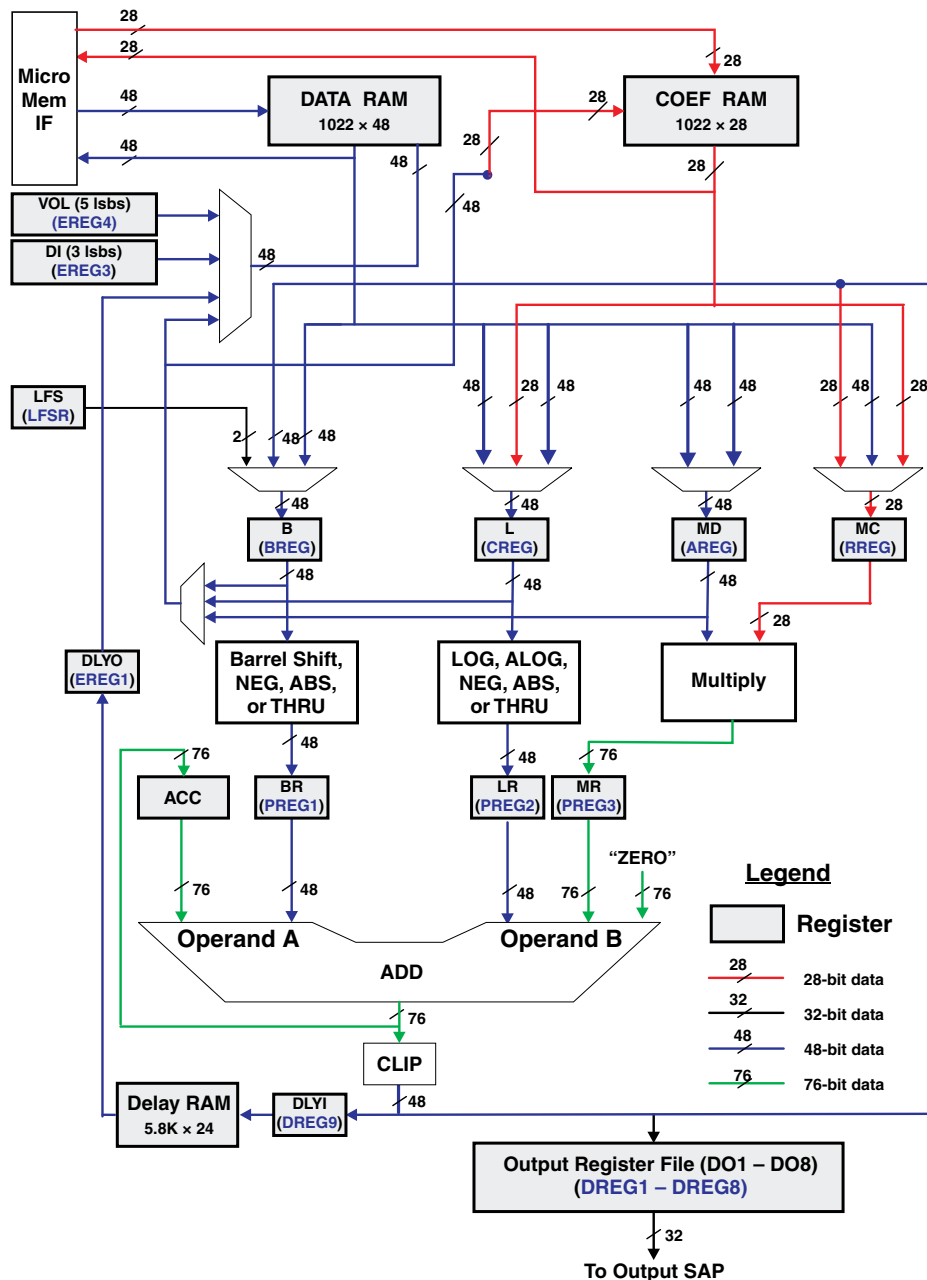 28
28
28
Micro
Mem
IF
DATA RAM
1022 × 48
COEF RAM
1022 × 28
48
28
48
48
28
28
48
VOL (5 lsbs)
(EREG4)
DI (3 lsbs)
(EREG3)
48
LFS
(LFSR)
48
28
48
48
48
28
48
28
2
48
48
48
48
48
28
B
(BREG)
L
(CREG)
MD
(AREG)
MC
(RREG)
48
48
48
28
DLYO
(EREG1)
Barrel Shift,
NEG, ABS,
or THRU
LOG, ALOG,
NEG, ABS,
or THRU
Multiply
76
48
48
76
ACC
BR
(PREG1)
LR
(PREG2)
MR
(PREG3)
“ZERO”
76
48
48
76
76
Operand A
Operand B
ADD
76
CLIP
48
Legend
Register
28
28-bit data
32
32-bit data
48
48-bit data
76
76-bit data
Delay RAM
5.8K × 24
DLYI
(DREG9)
Output Register File (DO1 – DO8)
(DREG1 – DREG8)
32
To Output SAP